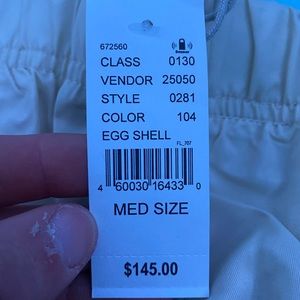 672560
CLASS 0130
VENDOR 25050
STYLE 0281
COLOR 104
EGG SHELL
FL_707
4 60030 16433 0
MED SIZE
$145.00